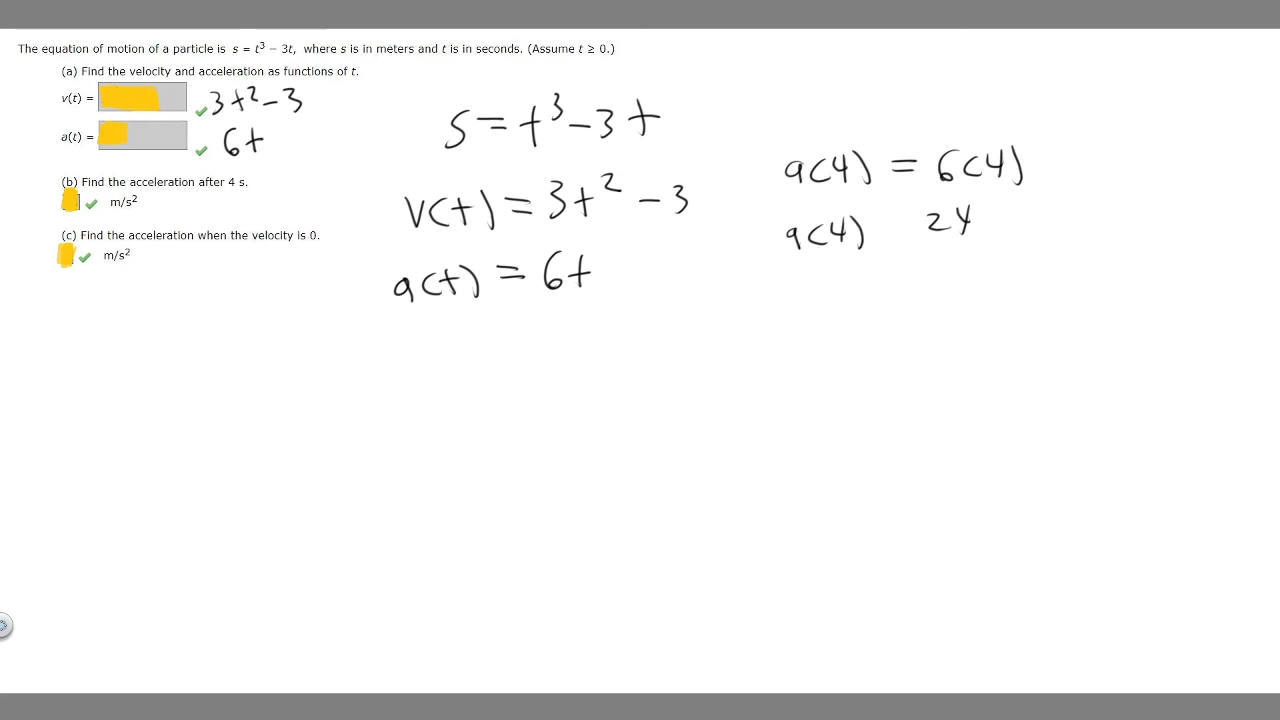 The equation of motion of a particle is s = t³ − 3t, where s is in meters and t is in seconds. (Assume t ≥ 0.)
(a) Find the velocity and acceleration as functions of t.
v(t) = 3t² − 3
a(t) = 6t
(b) Find the acceleration after 4 s.
m/s²
(c) Find the acceleration when the velocity is 0.
m/s²
s = t³ − 3t
v(t) = 3t² − 3
a(t) = 6t
a(4) = 6(4)
a(4) 24